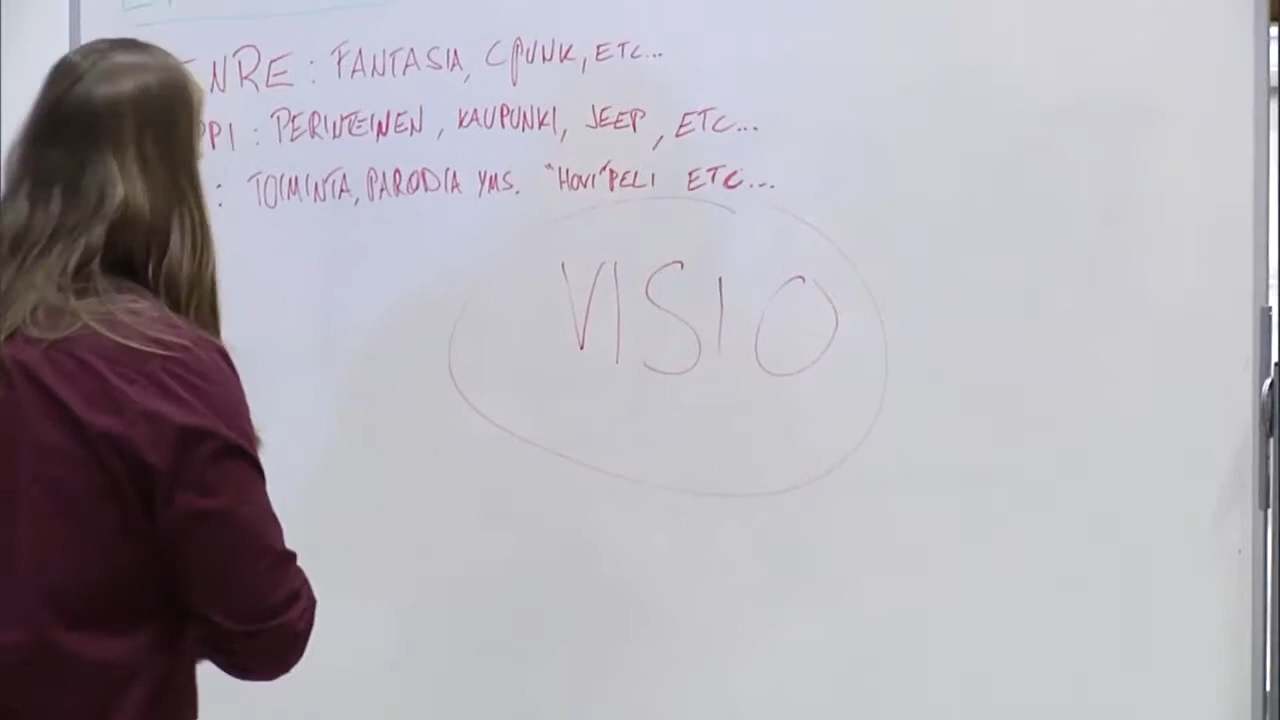 NRE : FANTASIA, CPUNK, ETC...
PPI : PERINTEINEN, KAUPUNKI, JEEP, ETC...
: TOIMINTA, PARODIA YMS. "HOVI"PELI ETC...
VISIO